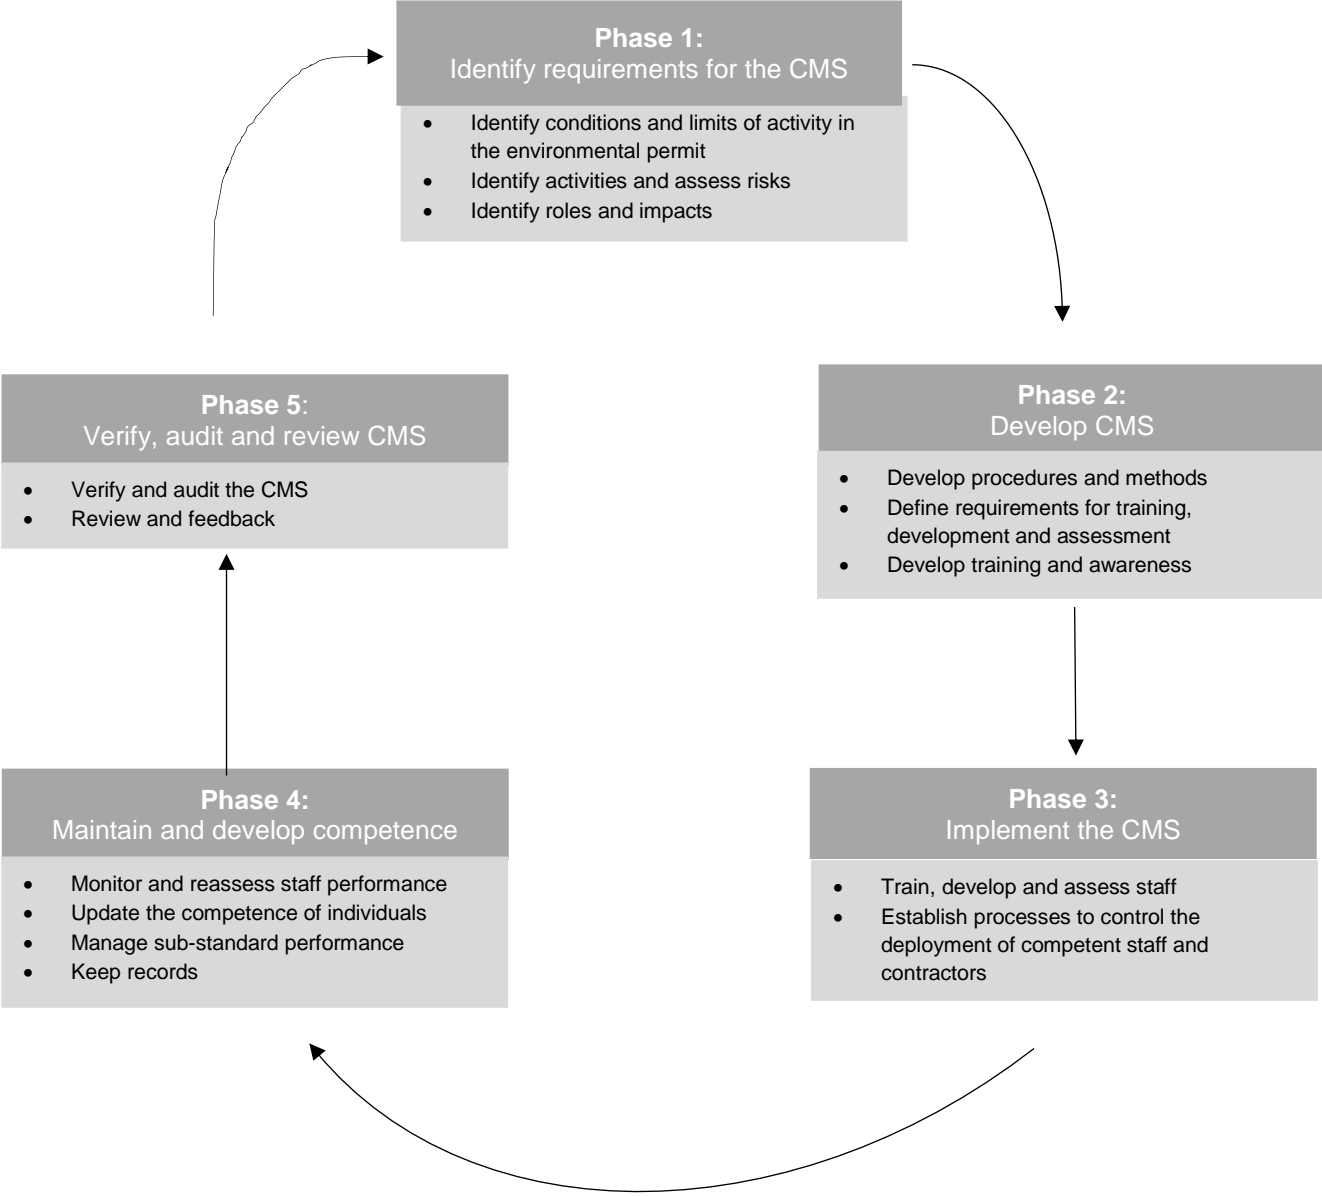 Phase 1:
Identify requirements for the CMS
• Identify conditions and limits of activity in
the environmental permit
• Identify activities and assess risks
• Identify roles and impacts
Phase 2:
Develop CMS
• Develop procedures and methods
• Define requirements for training,
development and assessment
• Develop training and awareness
Phase 3:
Implement the CMS
• Train, develop and assess staff
• Establish processes to control the
deployment of competent staff and
contractors
Phase 4:
Maintain and develop competence
• Monitor and reassess staff performance
• Update the competence of individuals
• Manage sub-standard performance
• Keep records
Phase 5:
Verify, audit and review CMS
• Verify and audit the CMS
• Review and feedback